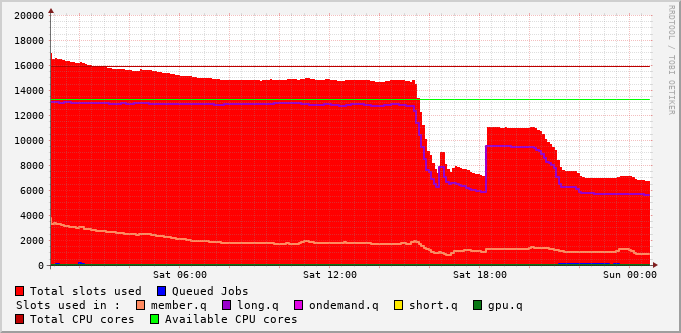 20000
18000
16000
14000
12000
10000
8000
6000
4000
2000
0
Sat 06:00 Sat 12:00 Sat 18:00 Sun 00:00
RRDTOOL / TOBI OETIKER
Total slots used Queued Jobs
Slots used in : member.q long.q ondemand.q short.q gpu.q
Total CPU cores Available CPU cores